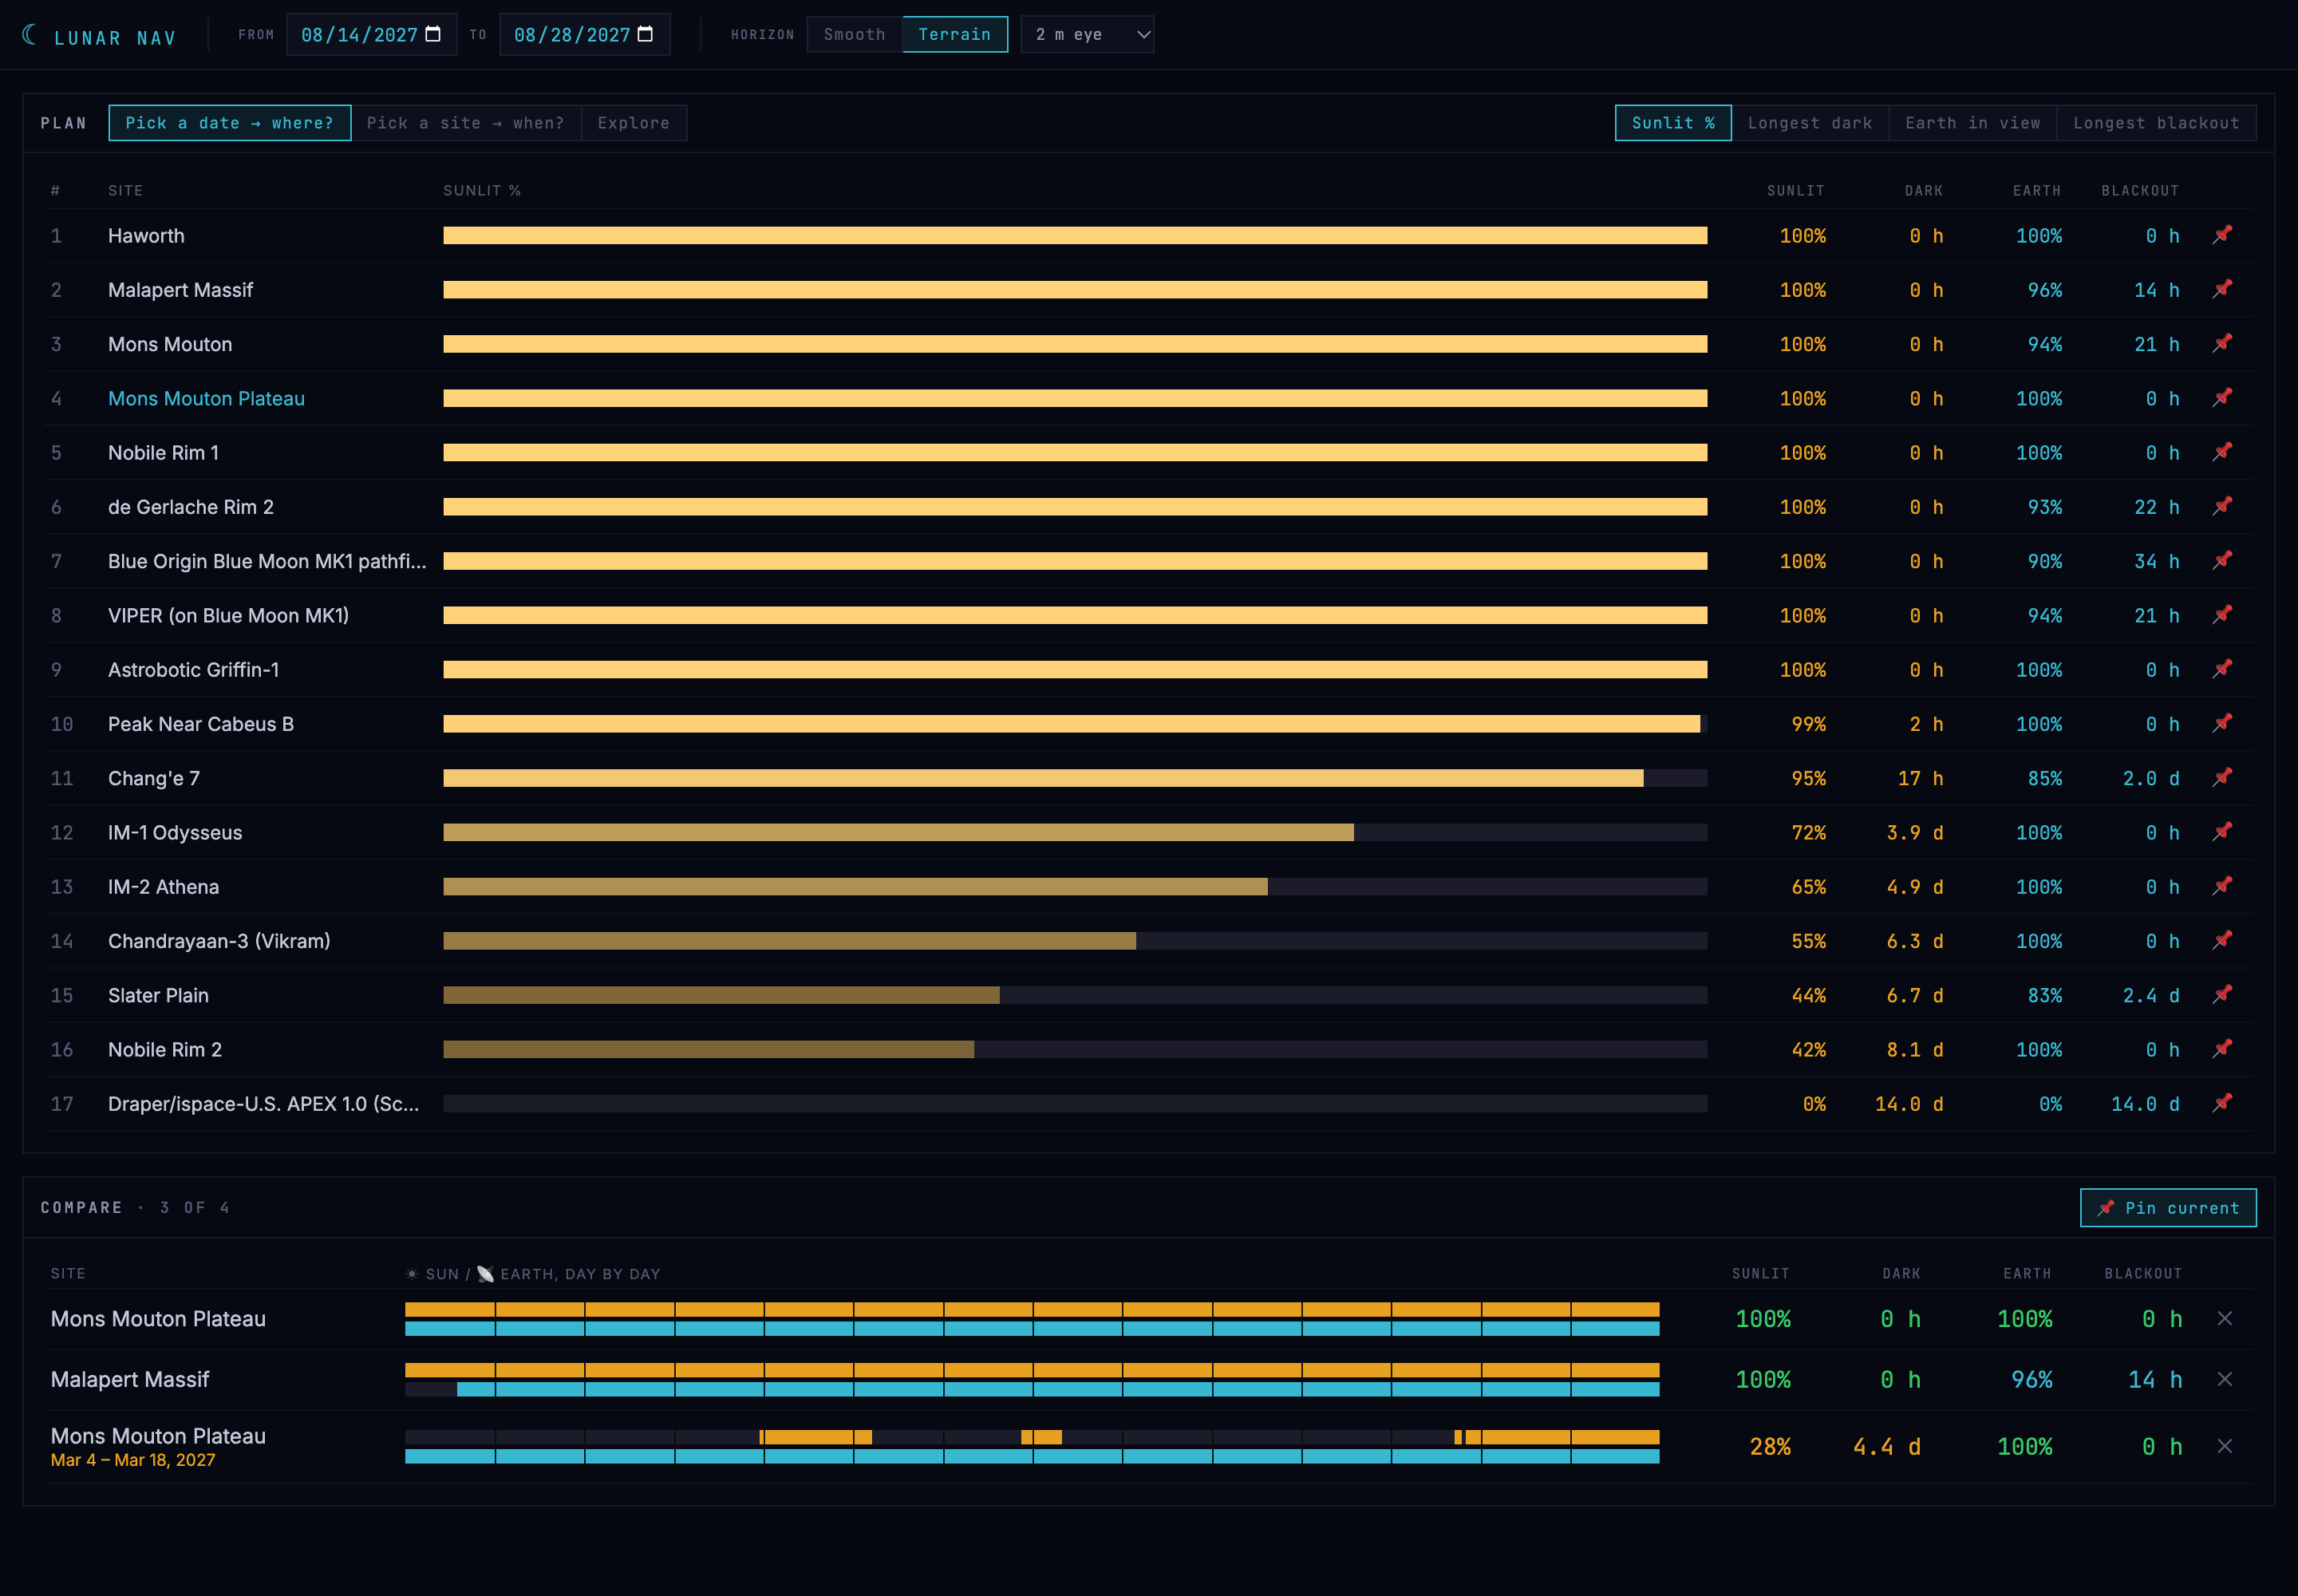 ☾ LUNAR NAV FROM 08/14/2027 TO 08/28/2027 HORIZON Smooth Terrain 2 m eye
PLAN Pick a date → where? Pick a site → when? Explore Sunlit % Longest dark Earth in view Longest blackout
# SITE SUNLIT % SUNLIT DARK EARTH BLACKOUT
1 Haworth 100% 0 h 100% 0 h
2 Malapert Massif 100% 0 h 96% 14 h
3 Mons Mouton 100% 0 h 94% 21 h
4 Mons Mouton Plateau 100% 0 h 100% 0 h
5 Nobile Rim 1 100% 0 h 100% 0 h
6 de Gerlache Rim 2 100% 0 h 93% 22 h
7 Blue Origin Blue Moon MK1 pathfi... 100% 0 h 90% 34 h
8 VIPER (on Blue Moon MK1) 100% 0 h 94% 21 h
9 Astrobotic Griffin-1 100% 0 h 100% 0 h
10 Peak Near Cabeus B 99% 2 h 100% 0 h
11 Chang'e 7 95% 17 h 85% 2.0 d
12 IM-1 Odysseus 72% 3.9 d 100% 0 h
13 IM-2 Athena 65% 4.9 d 100% 0 h
14 Chandrayaan-3 (Vikram) 55% 6.3 d 100% 0 h
15 Slater Plain 44% 6.7 d 83% 2.4 d
16 Nobile Rim 2 42% 8.1 d 100% 0 h
17 Draper/ispace-U.S. APEX 1.0 (Sc... 0% 14.0 d 0% 14.0 d
COMPARE · 3 OF 4 Pin current
SITE ☀ SUN / 📡 EARTH, DAY BY DAY SUNLIT DARK EARTH BLACKOUT
Mons Mouton Plateau 100% 0 h 100% 0 h ×
Malapert Massif 100% 0 h 96% 14 h ×
Mons Mouton Plateau 28% 4.4 d 100% 0 h ×
Mar 4 – Mar 18, 2027